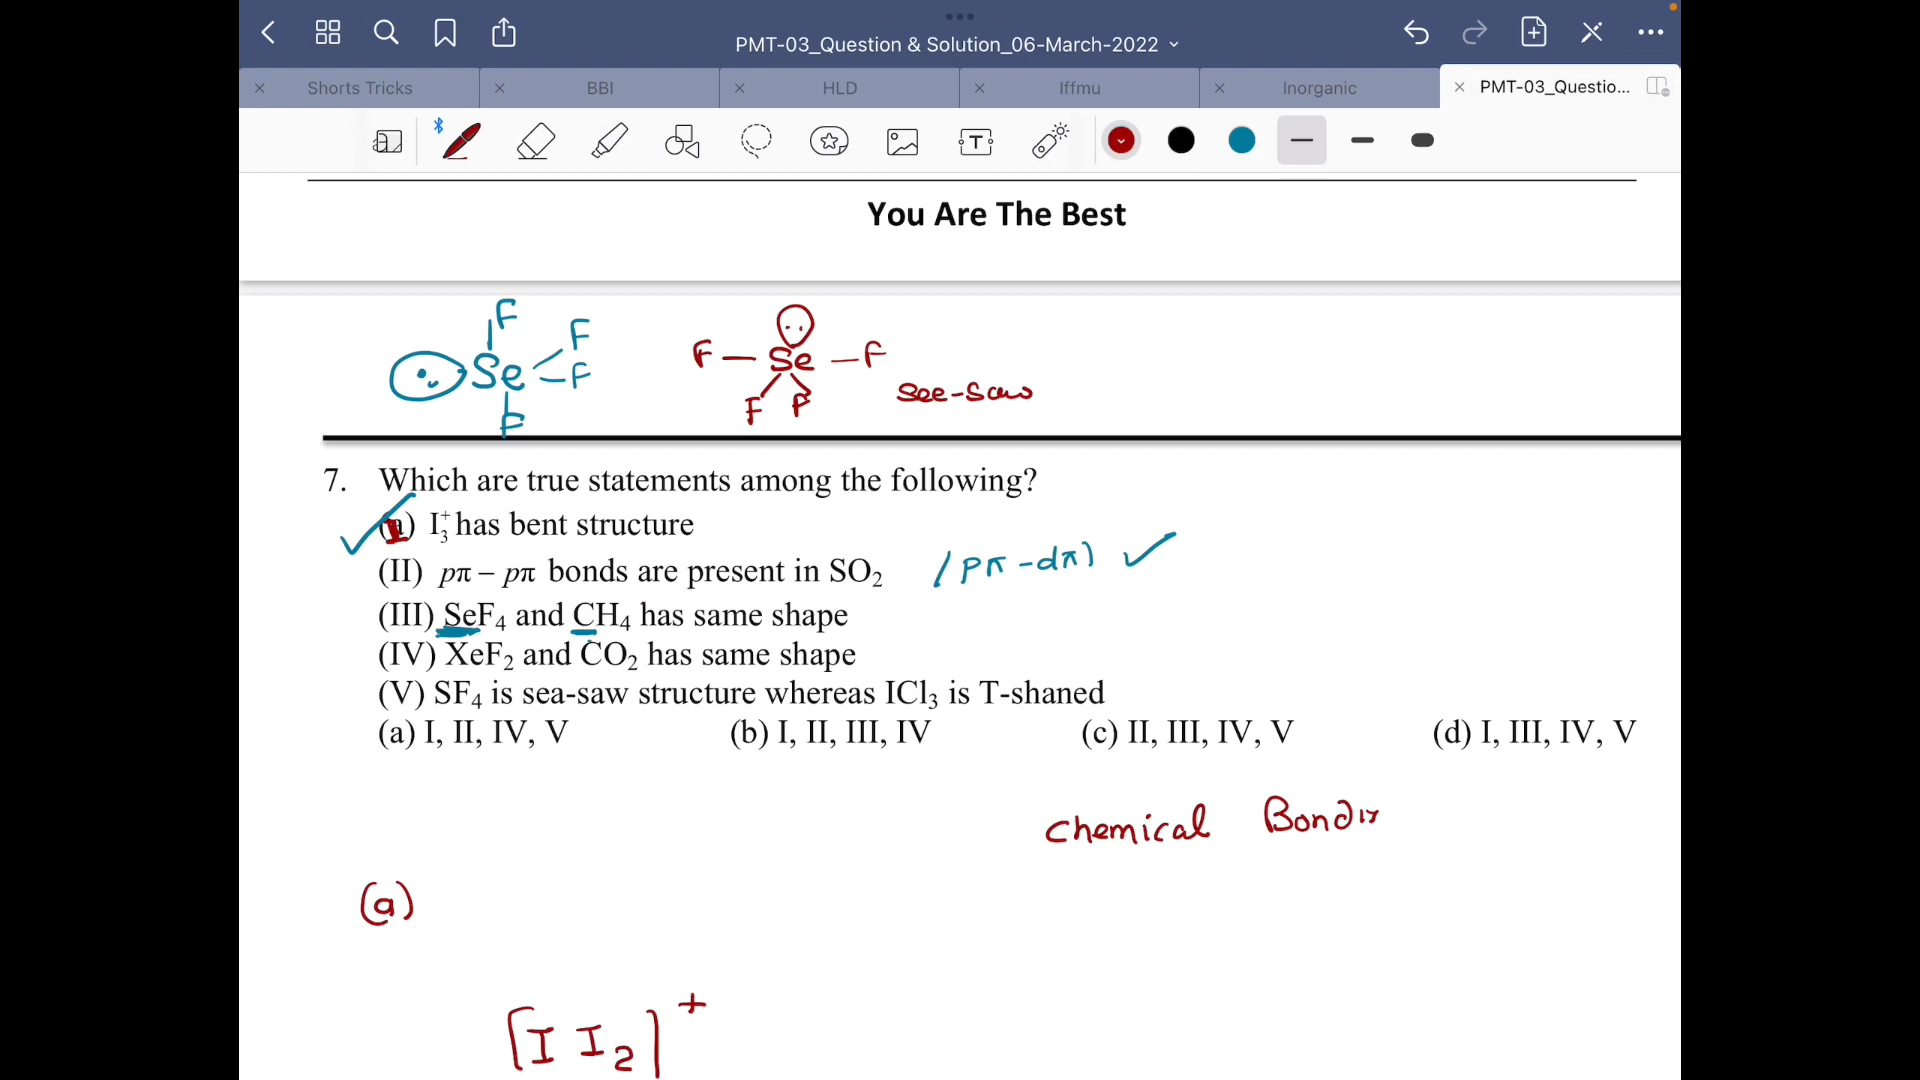 PMT-03_Question & Solution_06-March-2022
Shorts Tricks
BBI
HLD
Iffmu
Inorganic
PMT-03_Questio...
You Are The Best
F
F
Se
F
F
F — Se — F
F F
See-Saw
7. Which are true statements among the following?
I) I₃⁺ has bent structure
(II) pπ – pπ bonds are present in SO₂ (pπ - dπ) ✓
(III) SeF₄ and CH₄ has same shape
(IV) XeF₂ and CO₂ has same shape
(V) SF₄ is sea-saw structure whereas ICl₃ is T-shaned
(a) I, II, IV, V (b) I, II, III, IV (c) II, III, IV, V (d) I, III, IV, V
Chemical
(a)
[I I₂]⁺